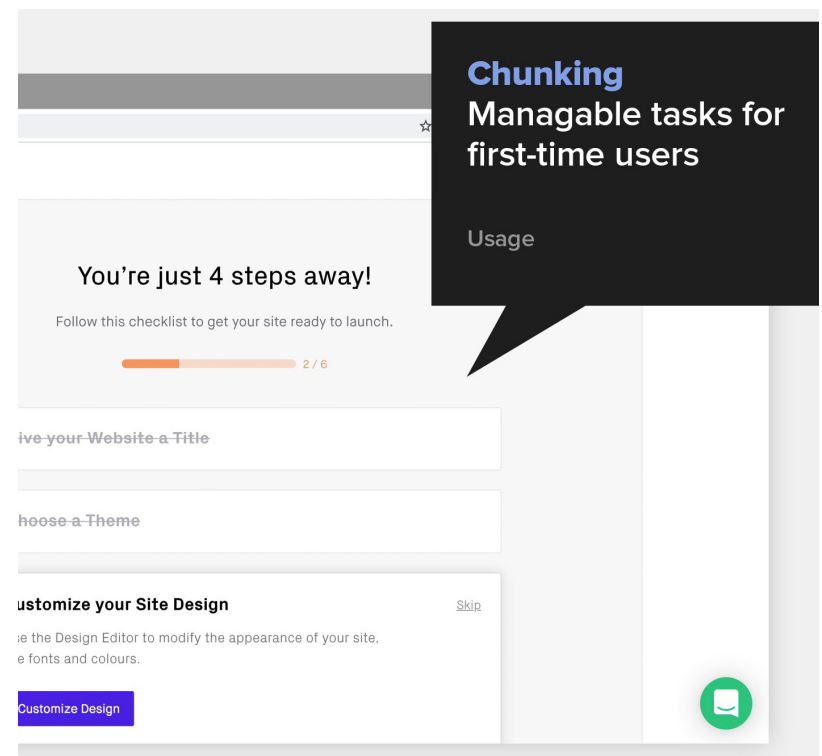 Chunking
Managable tasks for
first-time users
Usage
You’re just 4 steps away!
Follow this checklist to get your site ready to launch.
2 / 6
ive your Website a Title
hoose a Theme
ustomize your Site Design
Skip
se the Design Editor to modify the appearance of your site,
e fonts and colours.
Customize Design